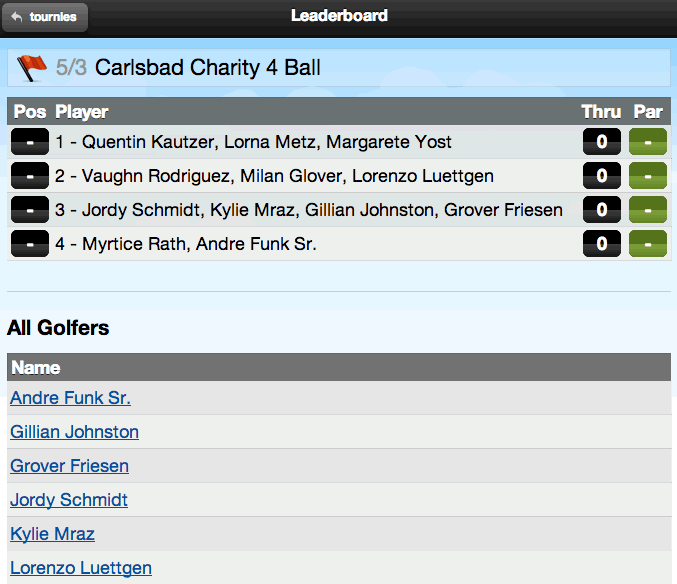 tournies
Leaderboard
5/3 Carlsbad Charity 4 Ball
Pos Player Thru Par
- 1 - Quentin Kautzer, Lorna Metz, Margarete Yost 0 -
- 2 - Vaughn Rodriguez, Milan Glover, Lorenzo Luettgen 0 -
- 3 - Jordy Schmidt, Kylie Mraz, Gillian Johnston, Grover Friesen 0 -
- 4 - Myrtice Rath, Andre Funk Sr. 0 -
All Golfers
Name
Andre Funk Sr.
Gillian Johnston
Grover Friesen
Jordy Schmidt
Kylie Mraz
Lorenzo Luettgen